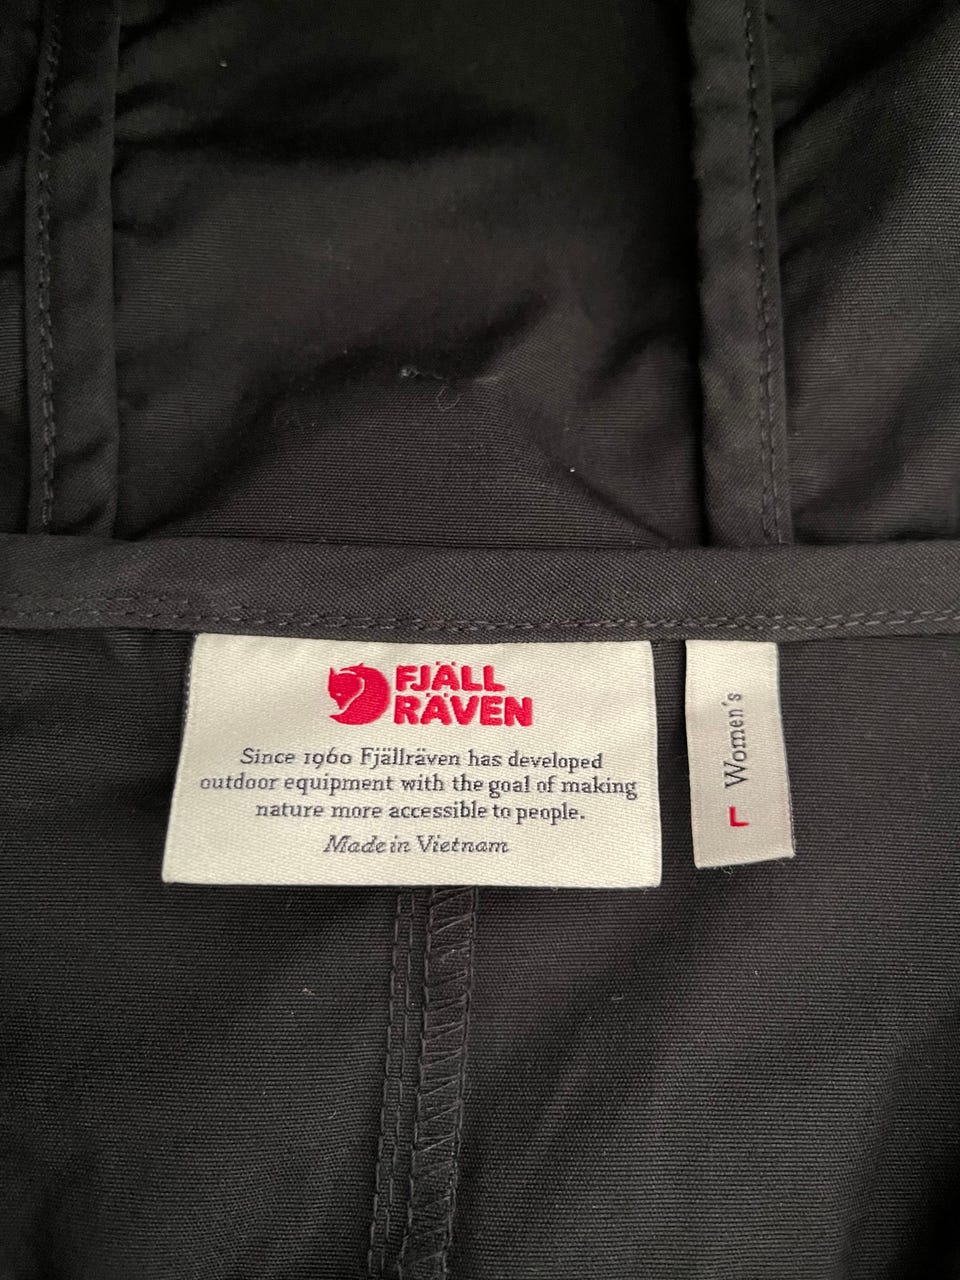 FJÄLL
RÄVEN
Since 1960 Fjällräven has developed
outdoor equipment with the goal of making
nature more accessible to people.
Made in Vietnam
L Women's